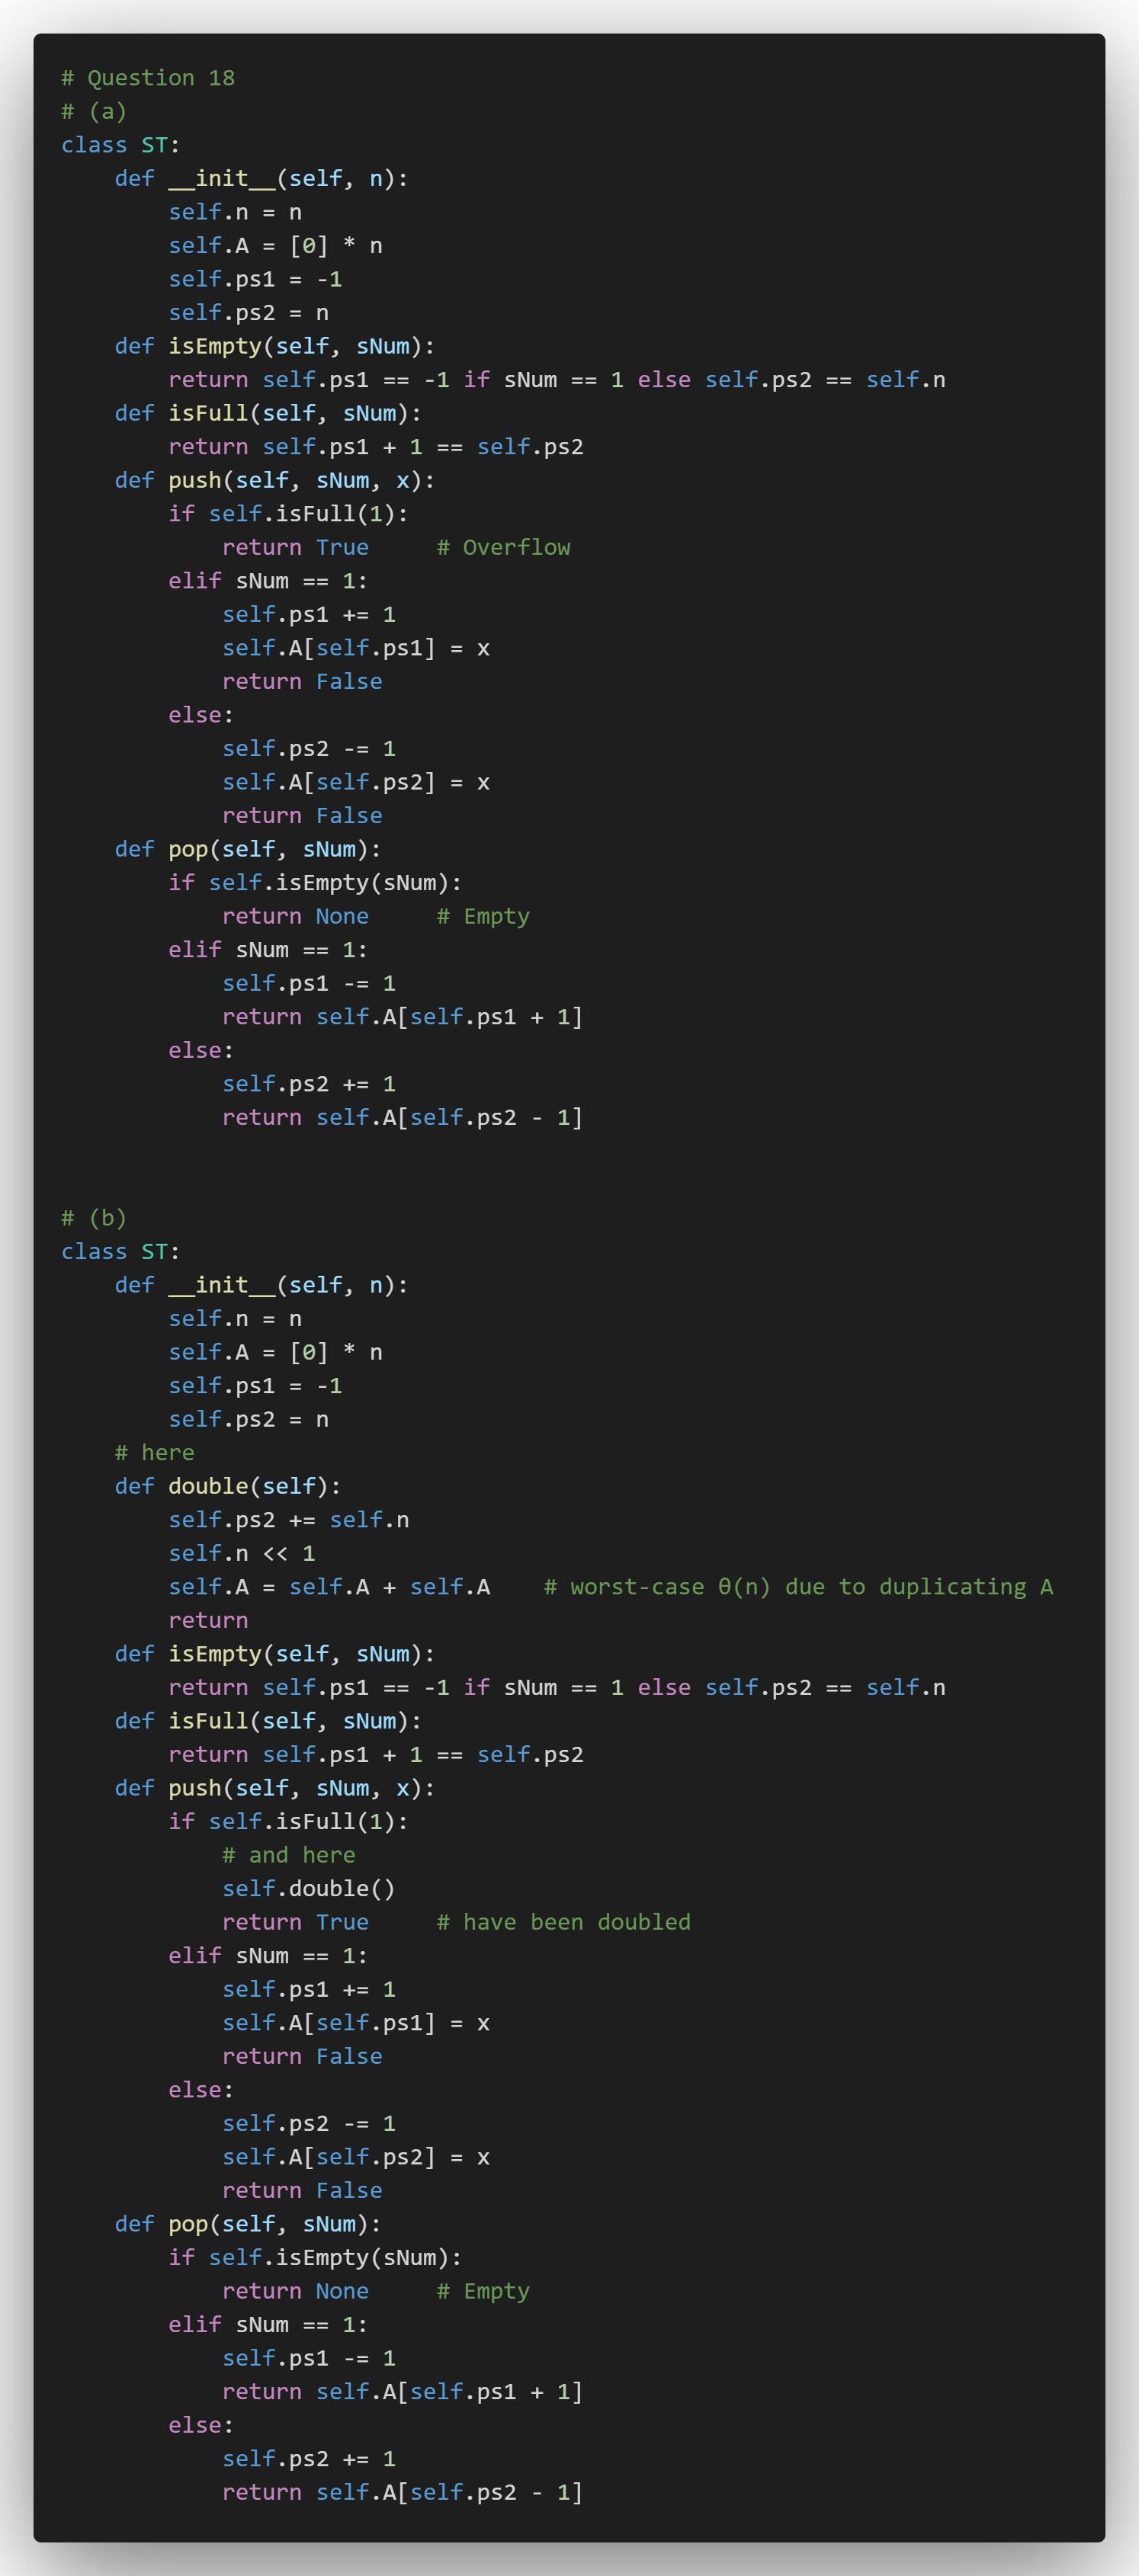 # Question 18
# (a)
class ST:
    def __init__(self, n):
        self.n = n
        self.A = [0] * n
        self.ps1 = -1
        self.ps2 = n
    def isEmpty(self, sNum):
        return self.ps1 == -1 if sNum == 1 else self.ps2 == self.n
    def isFull(self, sNum):
        return self.ps1 + 1 == self.ps2
    def push(self, sNum, x):
        if self.isFull(1):
            return True     # Overflow
        elif sNum == 1:
            self.ps1 += 1
            self.A[self.ps1] = x
            return False
        else:
            self.ps2 -= 1
            self.A[self.ps2] = x
            return False
    def pop(self, sNum):
        if self.isEmpty(sNum):
            return None     # Empty
        elif sNum == 1:
            self.ps1 -= 1
            return self.A[self.ps1 + 1]
        else:
            self.ps2 += 1
            return self.A[self.ps2 - 1]


# (b)
class ST:
    def __init__(self, n):
        self.n = n
        self.A = [0] * n
        self.ps1 = -1
        self.ps2 = n
    # here
    def double(self):
        self.ps2 += self.n
        self.n << 1
        self.A = self.A + self.A    # worst-case θ(n) due to duplicating A
        return
    def isEmpty(self, sNum):
        return self.ps1 == -1 if sNum == 1 else self.ps2 == self.n
    def isFull(self, sNum):
        return self.ps1 + 1 == self.ps2
    def push(self, sNum, x):
        if self.isFull(1):
            # and here
            self.double()
            return True     # have been doubled
        elif sNum == 1:
            self.ps1 += 1
            self.A[self.ps1] = x
            return False
        else:
            self.ps2 -= 1
            self.A[self.ps2] = x
            return False
    def pop(self, sNum):
        if self.isEmpty(sNum):
            return None     # Empty
        elif sNum == 1:
            self.ps1 -= 1
            return self.A[self.ps1 + 1]
        else:
            self.ps2 += 1
            return self.A[self.ps2 - 1]